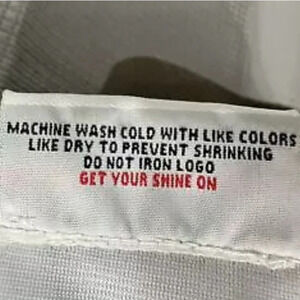 MACHINE WASH COLD WITH LIKE COLORS
LIKE DRY TO PREVENT SHRINKING
DO NOT IRON LOGO
GET YOUR SHINE ON